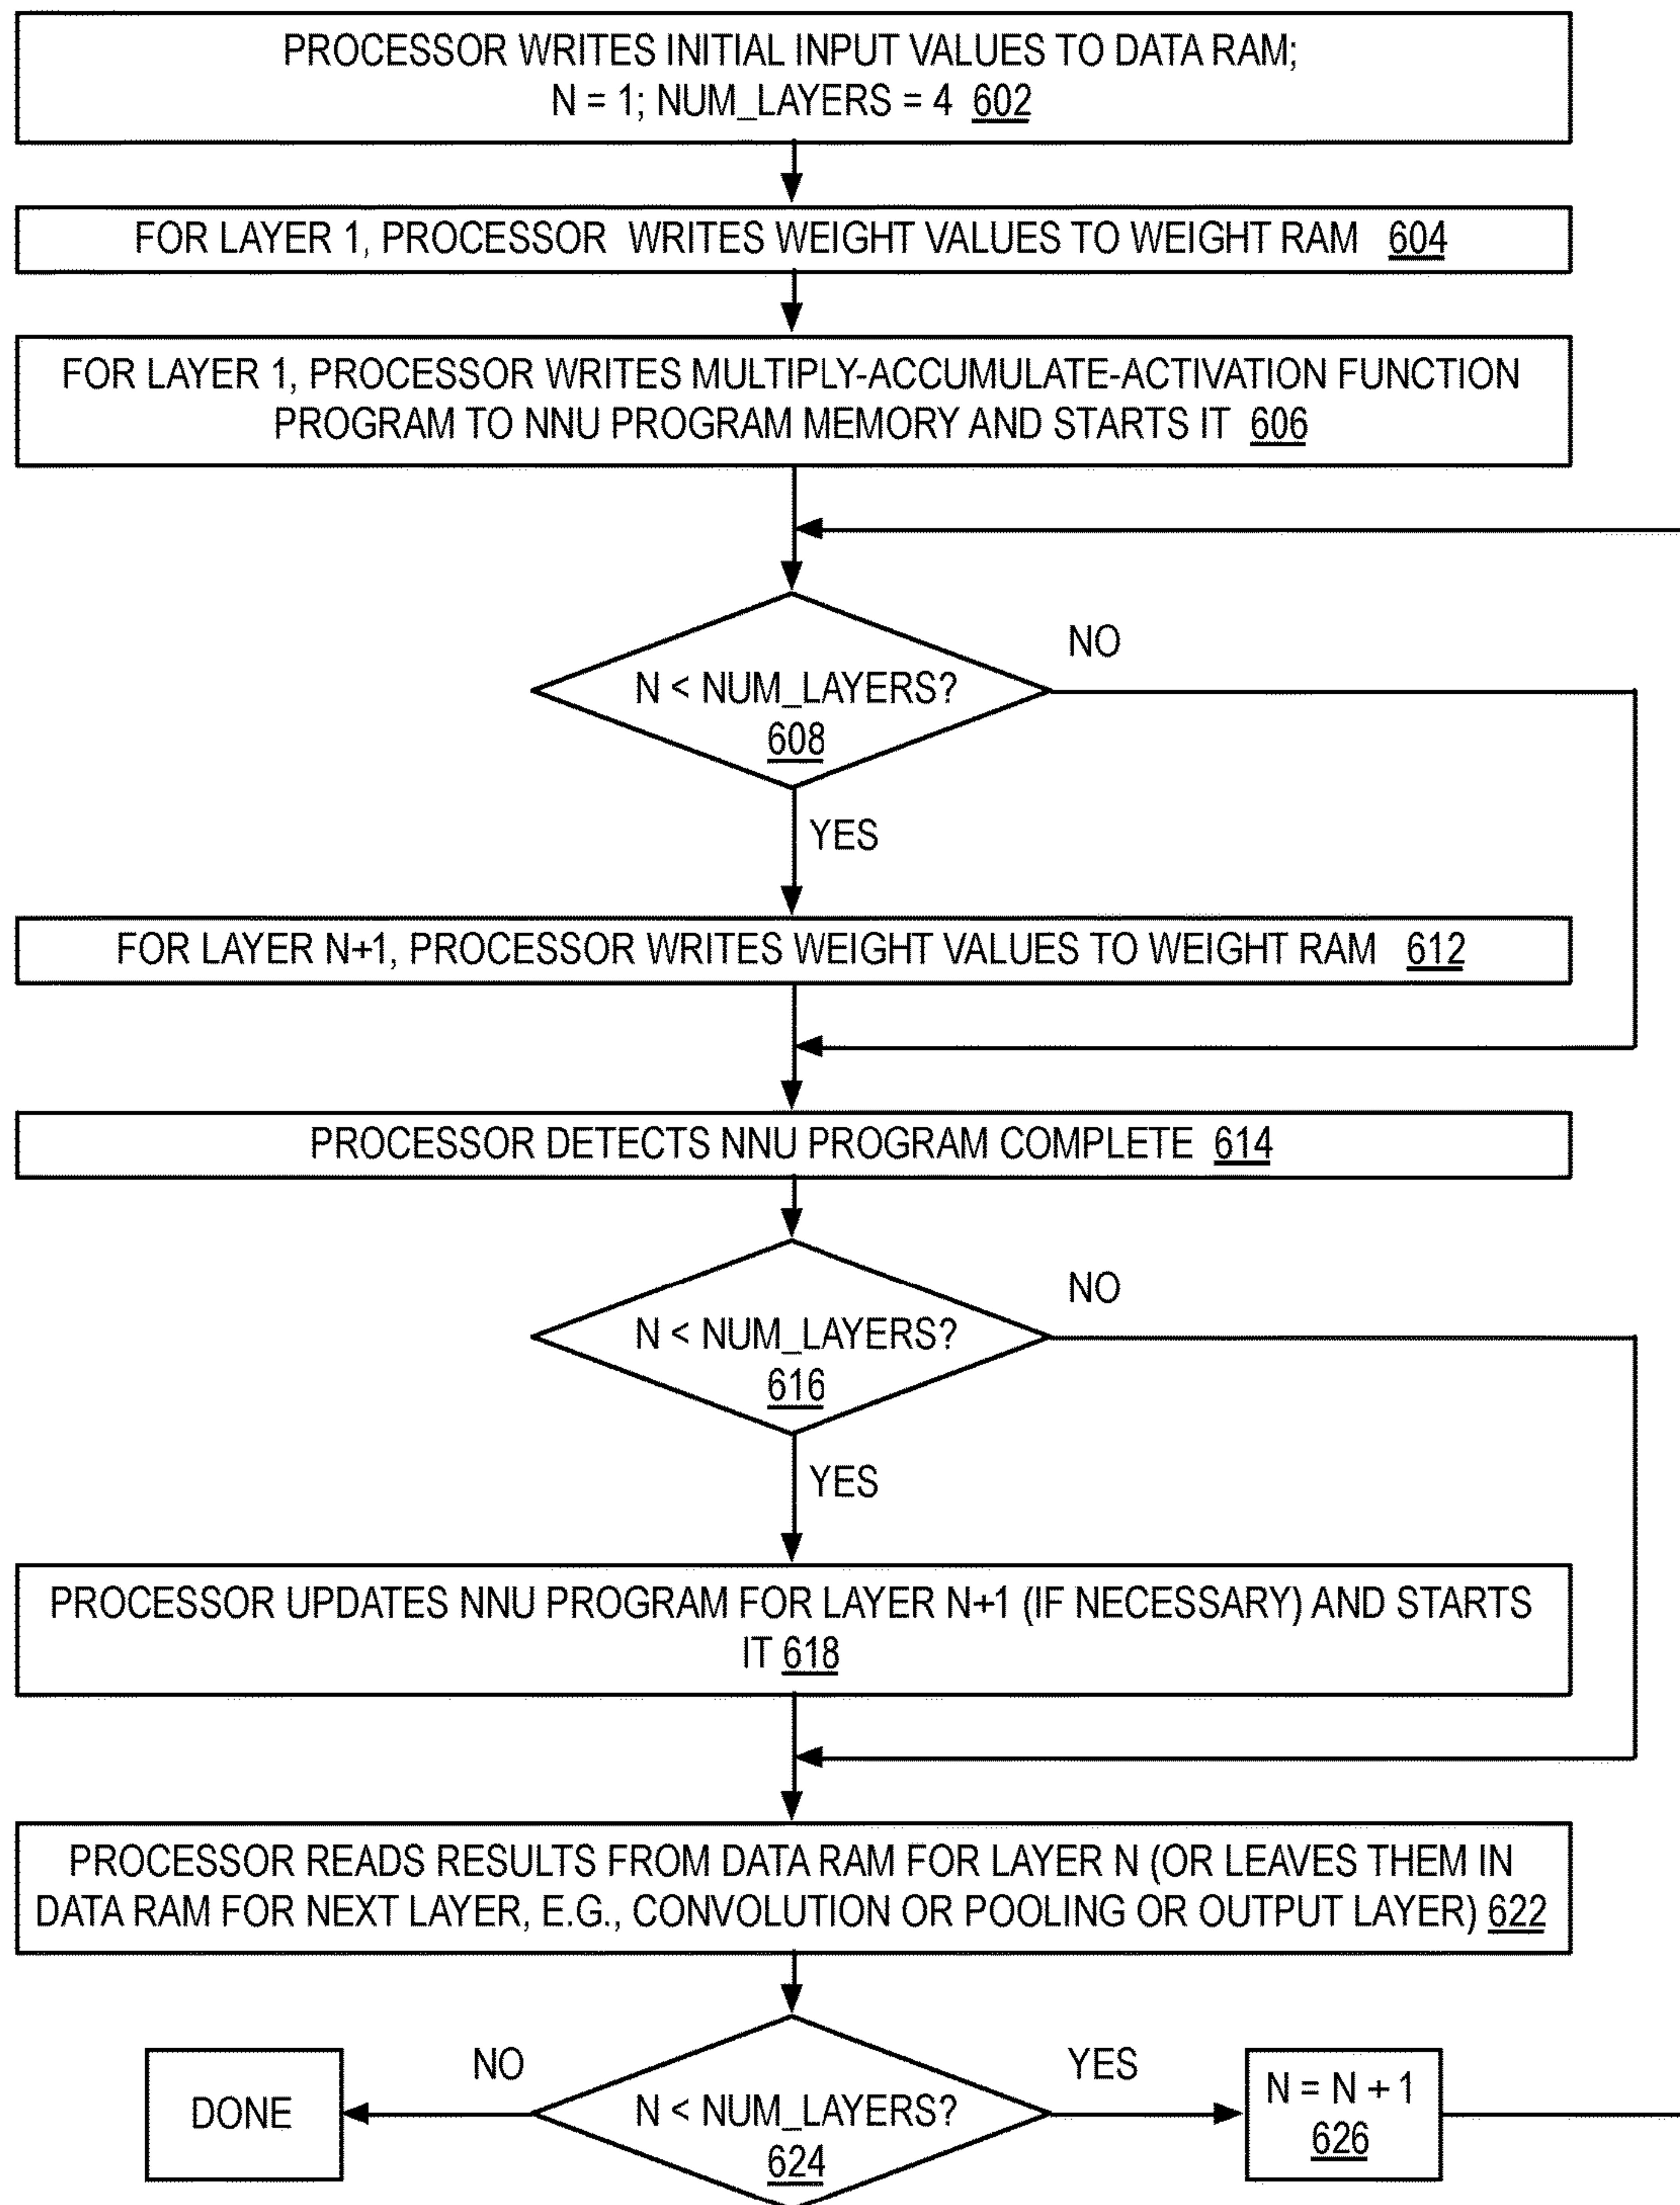 PROCESSOR WRITES INITIAL INPUT VALUES TO DATA RAM;
N = 1; NUM_LAYERS = 4 602
FOR LAYER 1, PROCESSOR WRITES WEIGHT VALUES TO WEIGHT RAM 604
FOR LAYER 1, PROCESSOR WRITES MULTIPLY-ACCUMULATE-ACTIVATION FUNCTION
PROGRAM TO NNU PROGRAM MEMORY AND STARTS IT 606
NO
N < NUM_LAYERS?
608
YES
FOR LAYER N+1, PROCESSOR WRITES WEIGHT VALUES TO WEIGHT RAM 612
PROCESSOR DETECTS NNU PROGRAM COMPLETE 614
NO
N < NUM_LAYERS?
616
YES
PROCESSOR UPDATES NNU PROGRAM FOR LAYER N+1 (IF NECESSARY) AND STARTS
IT 618
PROCESSOR READS RESULTS FROM DATA RAM FOR LAYER N (OR LEAVES THEM IN
DATA RAM FOR NEXT LAYER, E.G., CONVOLUTION OR POOLING OR OUTPUT LAYER) 622
NO
YES
DONE
N < NUM_LAYERS?
624
N = N + 1
626